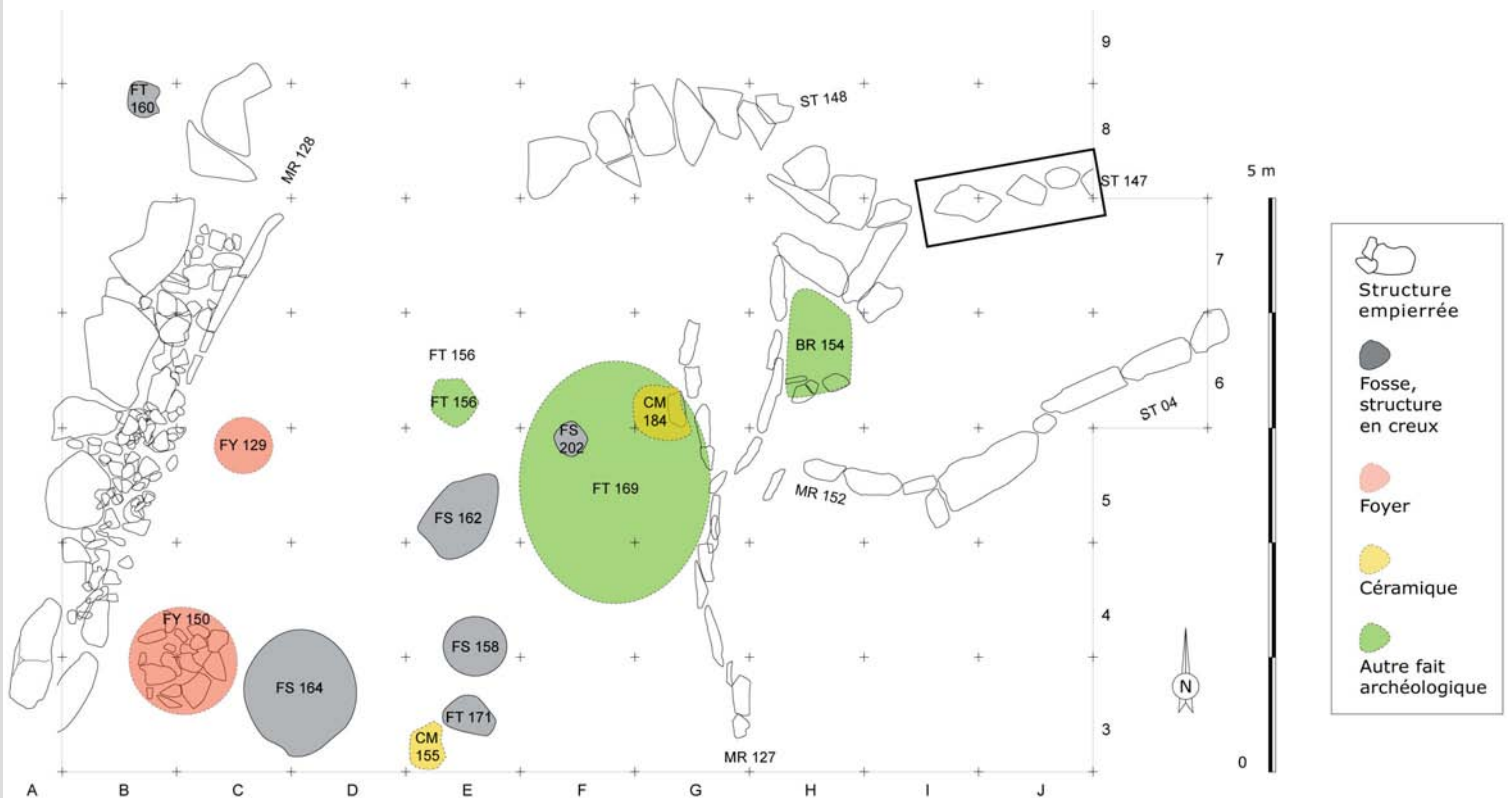 9
FT
160
ST 148
8
MR 128
ST 147
5 m
7
Structure
empierrée
BR 154
FT 156
6
FT 156
CM
184
ST 04
Fosse,
structure
en creux
FS
202
FY 129
FT 169
MR 152
5
FS 162
Foyer
Céramique
FY 150
4
FS 158
Autre fait
archéologique
FS 164
N
FT 171
3
CM
155
MR 127
0
A
B
C
D
E
F
G
H
I
J